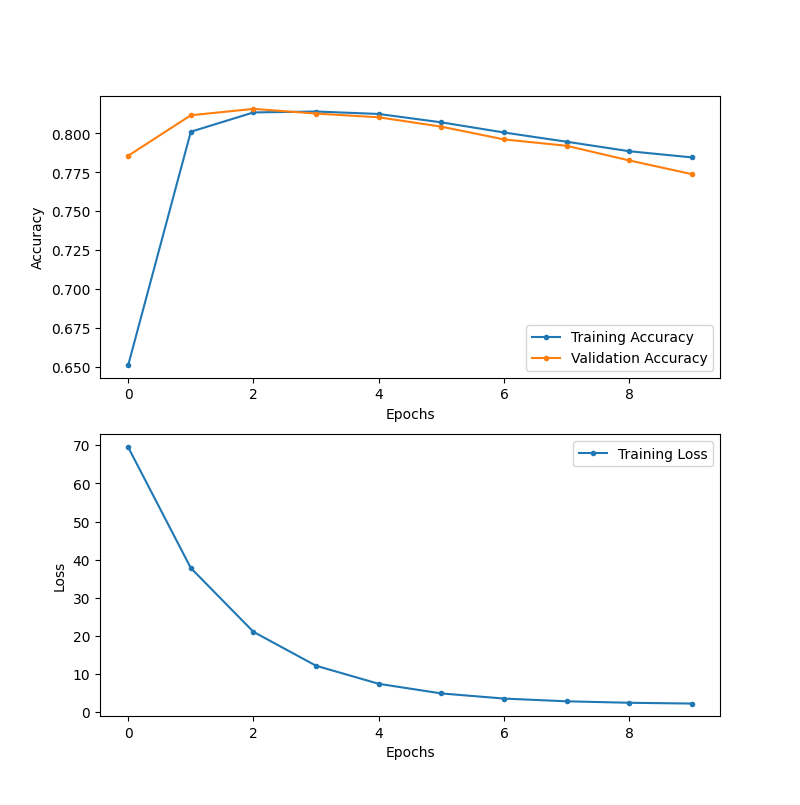 Accuracy
0.800
0.775
0.750
0.725
0.700
0.675
0.650
Training Accuracy
Validation Accuracy
0 2 4 6 8
Epochs
Loss
70
60
50
40
30
20
10
0
Training Loss
0 2 4 6 8
Epochs